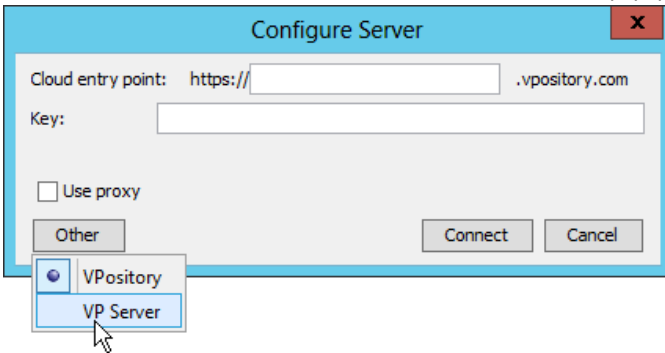 Configure Server
x
Cloud entry point: https:// .vpository.com
Key:
Use proxy
Other Connect Cancel
VPository
VP Server